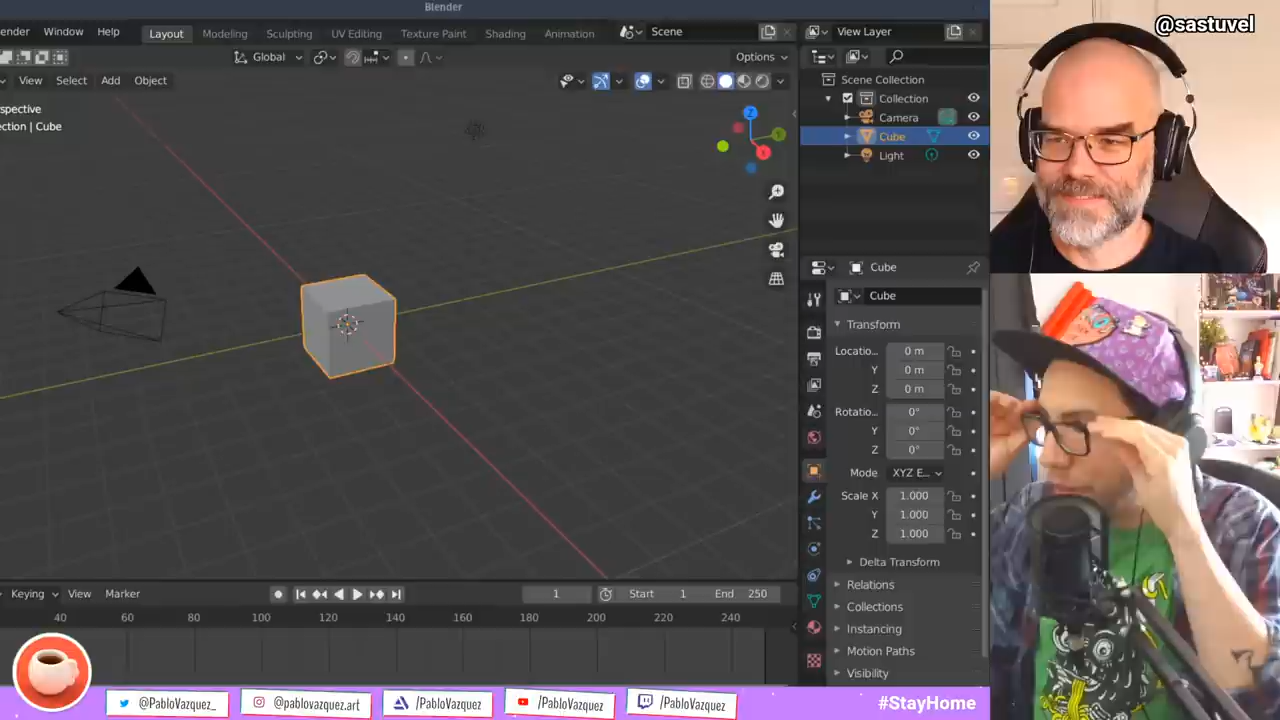 Blender
ender Window Help Layout Modeling Sculpting UV Editing Texture Paint Shading Animation Scene View Layer
Global Options
View Select Add Object
spective
ection | Cube
Z
Y
X
Scene Collection
Collection
Camera
Cube
Light
Cube
Cube
Transform
Locatio... 0 m
Y 0 m
Z 0 m
Rotatio... 0°
Y 0°
Z 0°
Mode XYZ E...
Scale X 1.000
Y 1.000
Z 1.000
Delta Transform
Relations
Collections
Instancing
Motion Paths
Visibility
Keying View Marker 1 Start 1 End 250
40 60 80 100 120 140 160 180 200 220 240
@sastuvel
@PabloVazquez_ @pablovazquez.art /PabloVazquez /PabloVazquez /PabloVazquez #StayHome